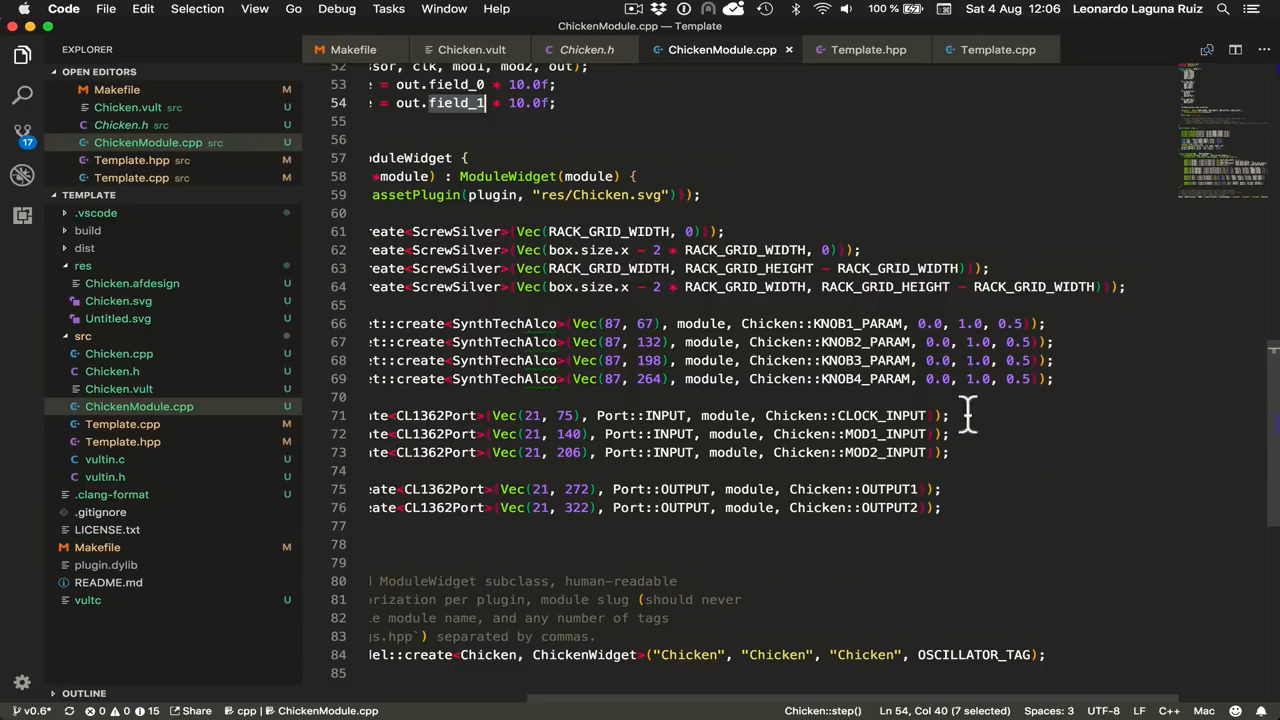 Code File Edit Selection View Go Debug Tasks Window Help 100 % Sat 4 Aug 12:06 Leonardo Laguna Ruiz
ChickenModule.cpp — Template
EXPLORER
OPEN EDITORS
Makefile M
Chicken.vult src U
Chicken.h src U
ChickenModule.cpp src U
Template.hpp src M
Template.cpp src M
TEMPLATE
.vscode
build
dist
res
Chicken.afdesign U
Chicken.svg U
Untitled.svg U
src
Chicken.cpp U
Chicken.h U
Chicken.vult U
ChickenModule.cpp U
Template.cpp M
Template.hpp M
vultin.c U
vultin.h U
.clang-format U
.gitignore
LICENSE.txt
Makefile M
plugin.dylib
README.md
vultc U
OUTLINE
17
Makefile Chicken.vult Chicken.h ChickenModule.cpp × Template.hpp Template.cpp
52 sor, clk, mod1, mod2, out);
53 e = out.field_0 * 10.0f;
54 e = out.field_1 * 10.0f;
55
56
57 oduleWidget {
58 *module) : ModuleWidget(module) {
59 assetPlugin(plugin, "res/Chicken.svg")));
60
61 reate<ScrewSilver>(Vec(RACK_GRID_WIDTH, 0)));
62 reate<ScrewSilver>(Vec(box.size.x - 2 * RACK_GRID_WIDTH, 0)));
63 reate<ScrewSilver>(Vec(RACK_GRID_WIDTH, RACK_GRID_HEIGHT - RACK_GRID_WIDTH)));
64 reate<ScrewSilver>(Vec(box.size.x - 2 * RACK_GRID_WIDTH, RACK_GRID_HEIGHT - RACK_GRID_WIDTH)));
65
66 et::create<SynthTechAlco>(Vec(87, 67), module, Chicken::KNOB1_PARAM, 0.0, 1.0, 0.5));
67 et::create<SynthTechAlco>(Vec(87, 132), module, Chicken::KNOB2_PARAM, 0.0, 1.0, 0.5));
68 et::create<SynthTechAlco>(Vec(87, 198), module, Chicken::KNOB3_PARAM, 0.0, 1.0, 0.5));
69 et::create<SynthTechAlco>(Vec(87, 264), module, Chicken::KNOB4_PARAM, 0.0, 1.0, 0.5));
70
71 ate<CL1362Port>(Vec(21, 75), Port::INPUT, module, Chicken::CLOCK_INPUT));
72 ate<CL1362Port>(Vec(21, 140), Port::INPUT, module, Chicken::MOD1_INPUT));
73 ate<CL1362Port>(Vec(21, 206), Port::INPUT, module, Chicken::MOD2_INPUT));
74
75 eate<CL1362Port>(Vec(21, 272), Port::OUTPUT, module, Chicken::OUTPUT1));
76 eate<CL1362Port>(Vec(21, 322), Port::OUTPUT, module, Chicken::OUTPUT2));
77
78
79
80 d ModuleWidget subclass, human-readable
81 orization per plugin, module slug (should never
82 le module name, and any number of tags
83 gs.hpp`) separated by commas.
84 del::create<Chicken, ChickenWidget>("Chicken", "Chicken", "Chicken", OSCILLATOR_TAG);
85
v0.6* 0 0 15 Share cpp | ChickenModule.cpp Chicken::step() Ln 54, Col 40 (7 selected) Spaces: 3 UTF-8 LF C++ Mac